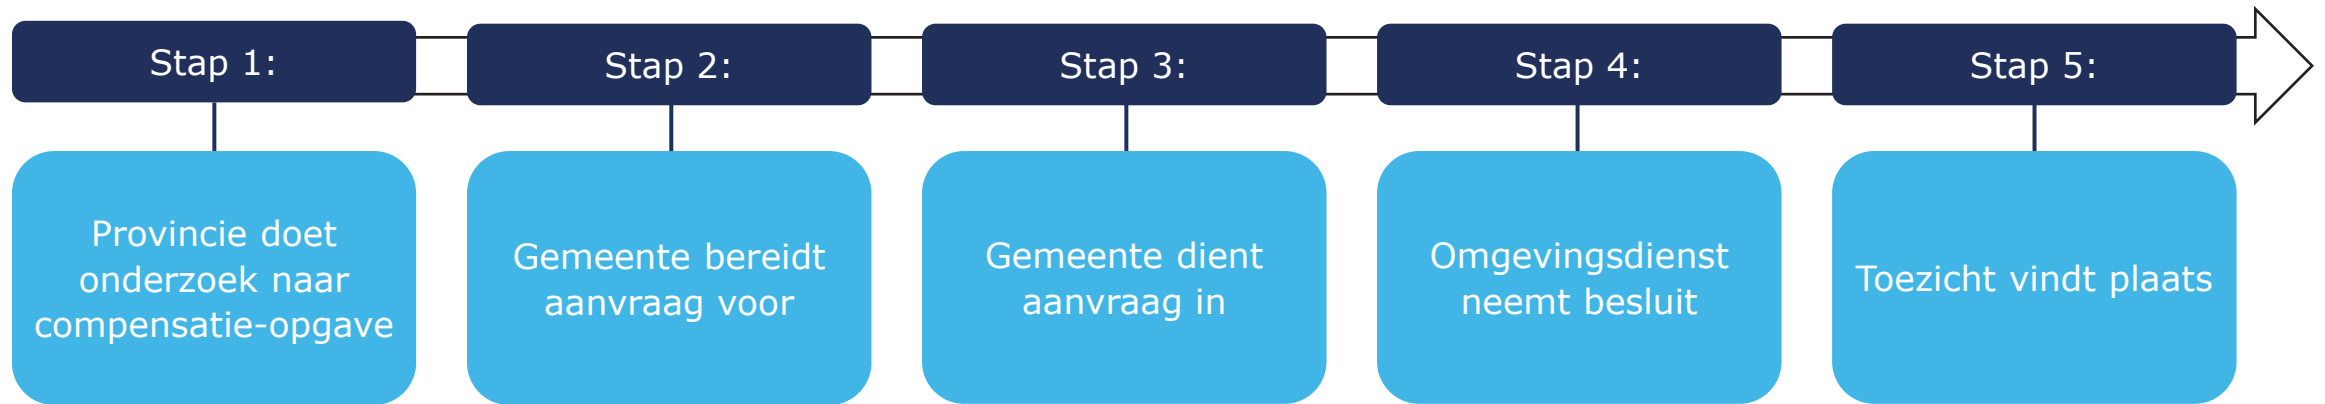 Stap 1:
Stap 2:
Stap 3:
Stap 4:
Stap 5:
Provincie doet
onderzoek naar
compensatie-opgave
Gemeente bereidt
aanvraag voor
Gemeente dient
aanvraag in
Omgevingsdienst
neemt besluit
Toezicht vindt plaats